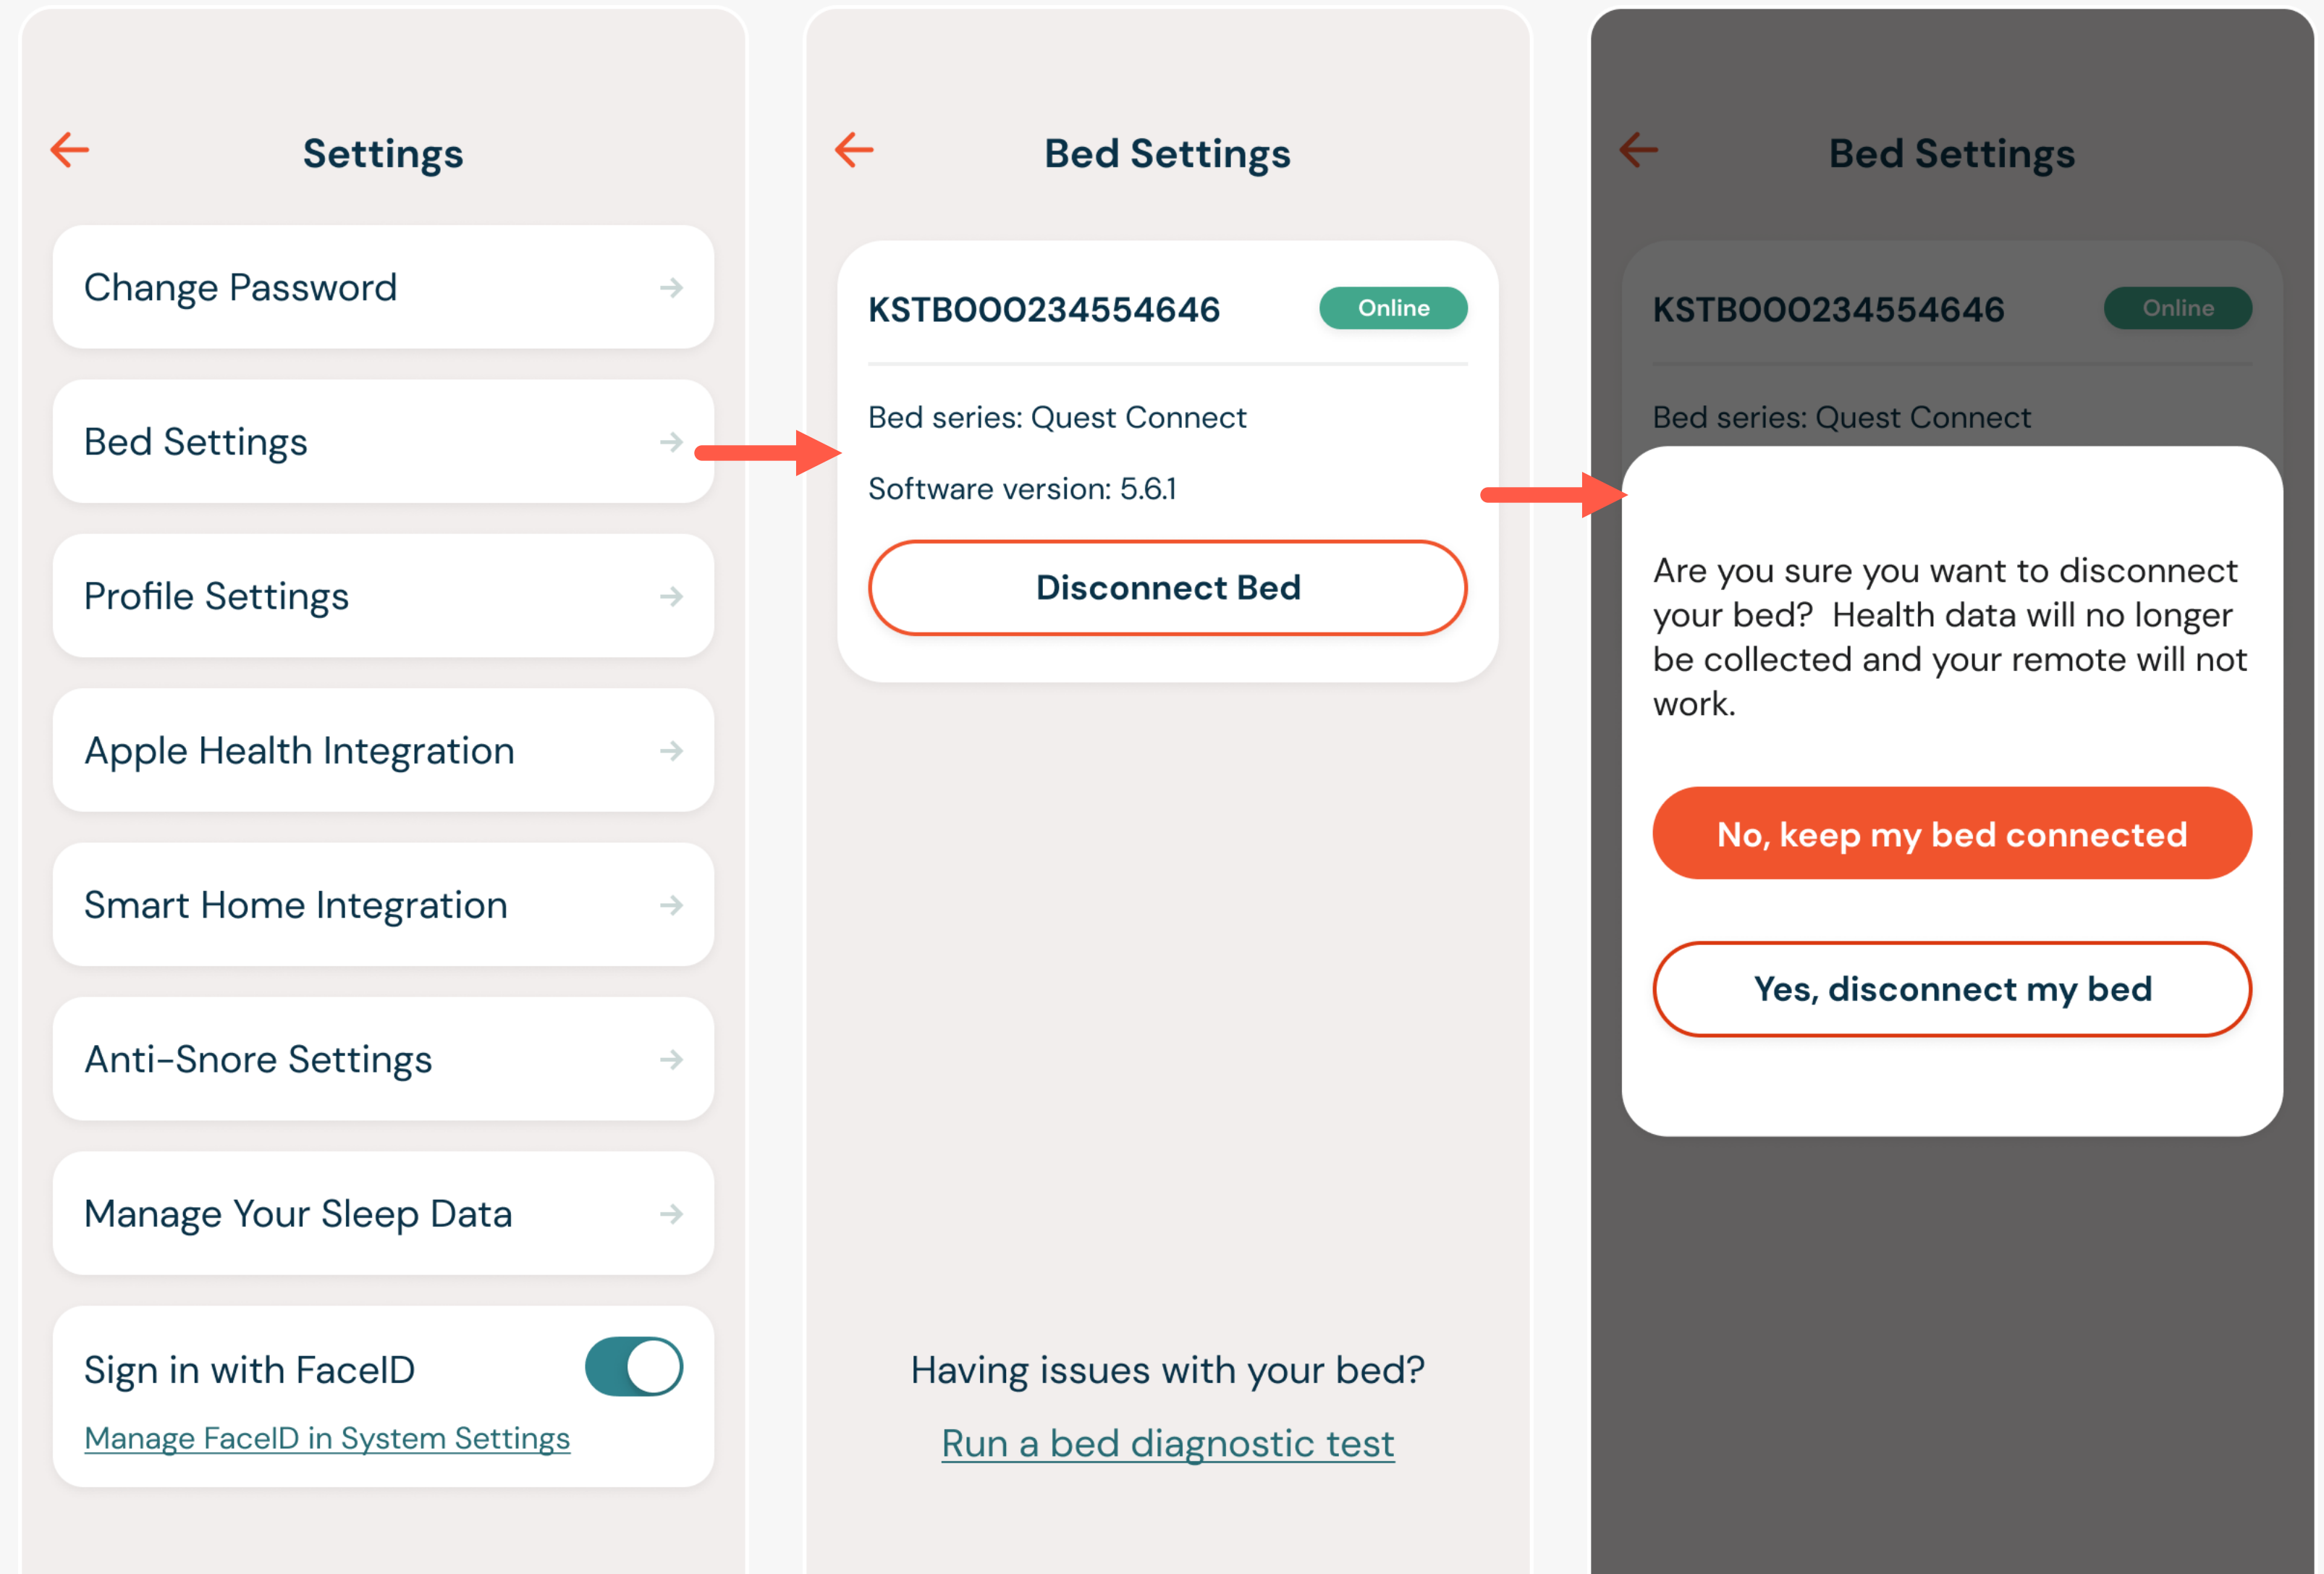 Settings
Change Password
Bed Settings
Profile Settings
Apple Health Integration
Smart Home Integration
Anti-Snore Settings
Manage Your Sleep Data
Sign in with FaceID
Manage FaceID in System Settings
Bed Settings
KSTB000234554646
Online
Bed series: Quest Connect
Software version: 5.6.1
Disconnect Bed
Having issues with your bed?
Run a bed diagnostic test
Bed Settings
KSTB000234554646
Online
Bed series: Quest Connect
Are you sure you want to disconnect
your bed?  Health data will no longer
be collected and your remote will not
work.
No, keep my bed connected
Yes, disconnect my bed